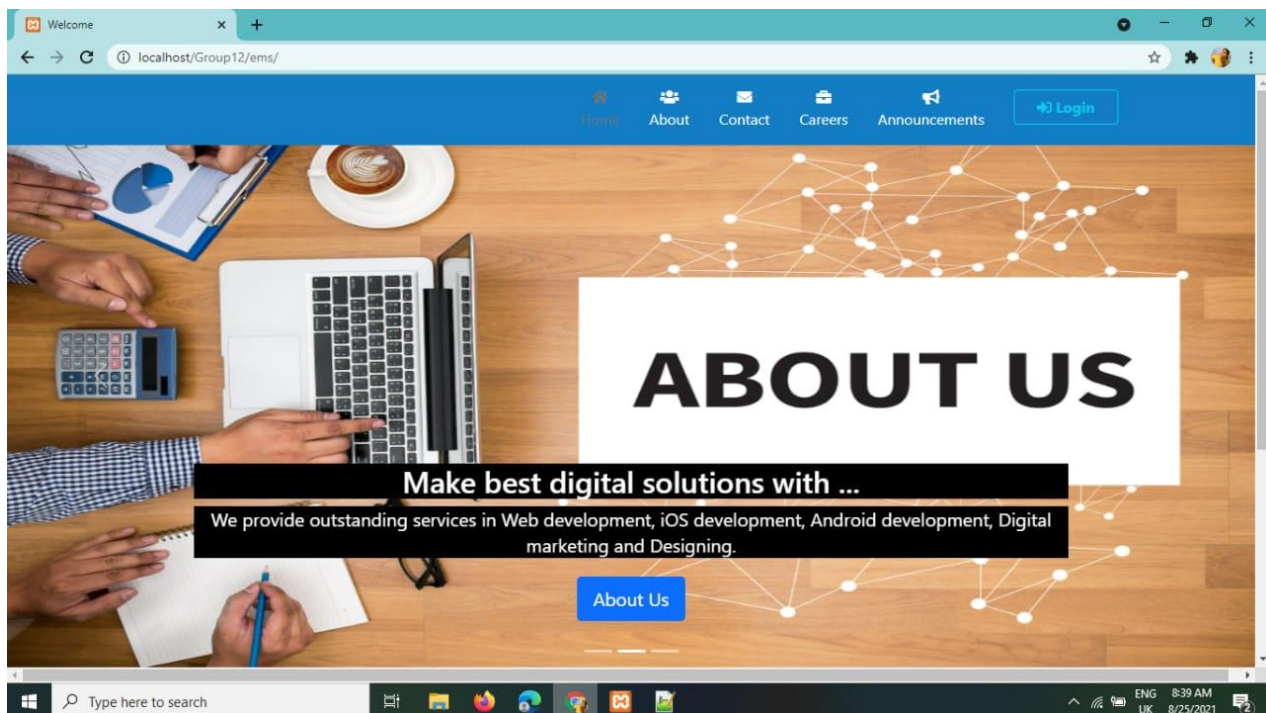 Welcome
localhost/Group12/ems/
Home About Contact Careers Announcements Login
ABOUT US
Make best digital solutions with ...
We provide outstanding services in Web development, iOS development, Android development, Digital
marketing and Designing.
About Us
Type here to search
ENG 8:39 AM
UK 8/25/2021
2